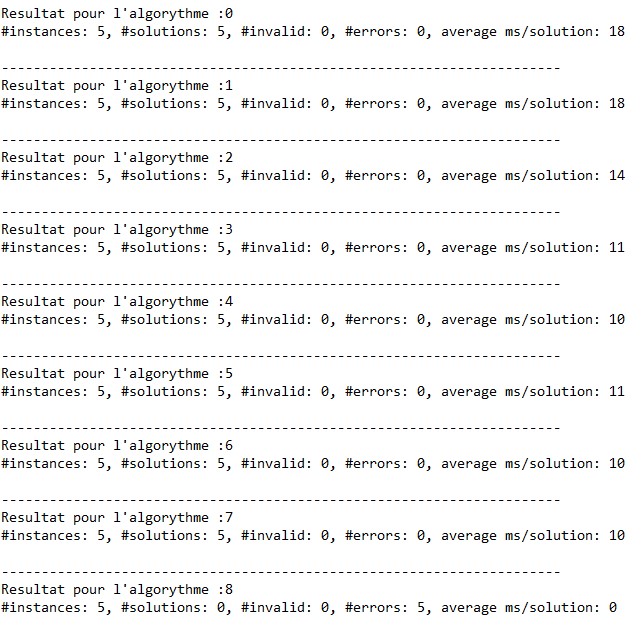 Resultat pour l'algorythme :0
#instances: 5, #solutions: 5, #invalid: 0, #errors: 0, average ms/solution: 18
----------------------------------------------------------------------
Resultat pour l'algorythme :1
#instances: 5, #solutions: 5, #invalid: 0, #errors: 0, average ms/solution: 18
----------------------------------------------------------------------
Resultat pour l'algorythme :2
#instances: 5, #solutions: 5, #invalid: 0, #errors: 0, average ms/solution: 14
----------------------------------------------------------------------
Resultat pour l'algorythme :3
#instances: 5, #solutions: 5, #invalid: 0, #errors: 0, average ms/solution: 11
----------------------------------------------------------------------
Resultat pour l'algorythme :4
#instances: 5, #solutions: 5, #invalid: 0, #errors: 0, average ms/solution: 10
----------------------------------------------------------------------
Resultat pour l'algorythme :5
#instances: 5, #solutions: 5, #invalid: 0, #errors: 0, average ms/solution: 11
----------------------------------------------------------------------
Resultat pour l'algorythme :6
#instances: 5, #solutions: 5, #invalid: 0, #errors: 0, average ms/solution: 10
----------------------------------------------------------------------
Resultat pour l'algorythme :7
#instances: 5, #solutions: 5, #invalid: 0, #errors: 0, average ms/solution: 10
----------------------------------------------------------------------
Resultat pour l'algorythme :8
#instances: 5, #solutions: 0, #invalid: 0, #errors: 5, average ms/solution: 0